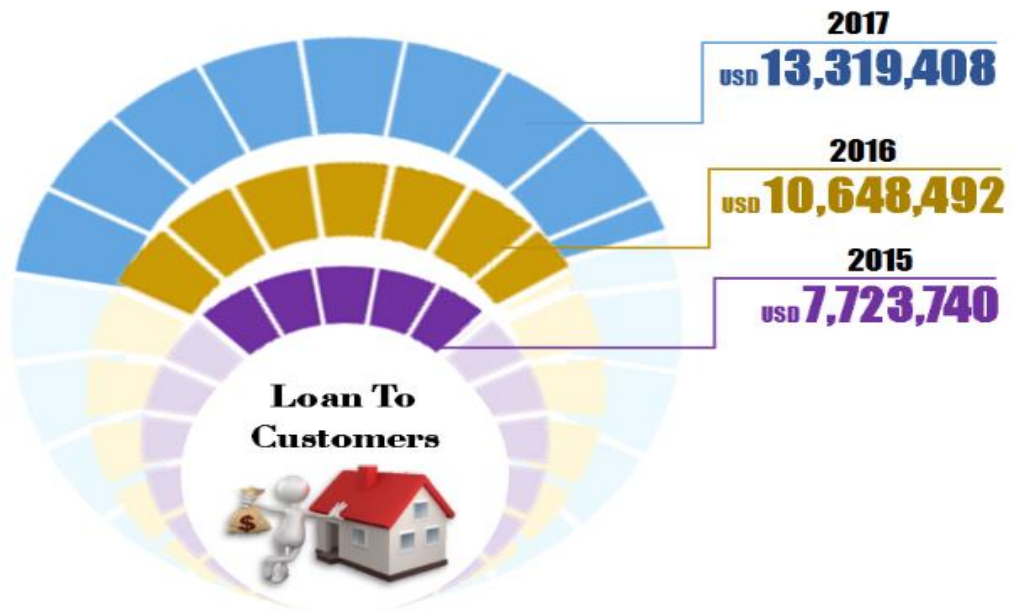 2017
USD 13,319,408
2016
USD 10,648,492
2015
USD 7,723,740
Loan To
Customers
$